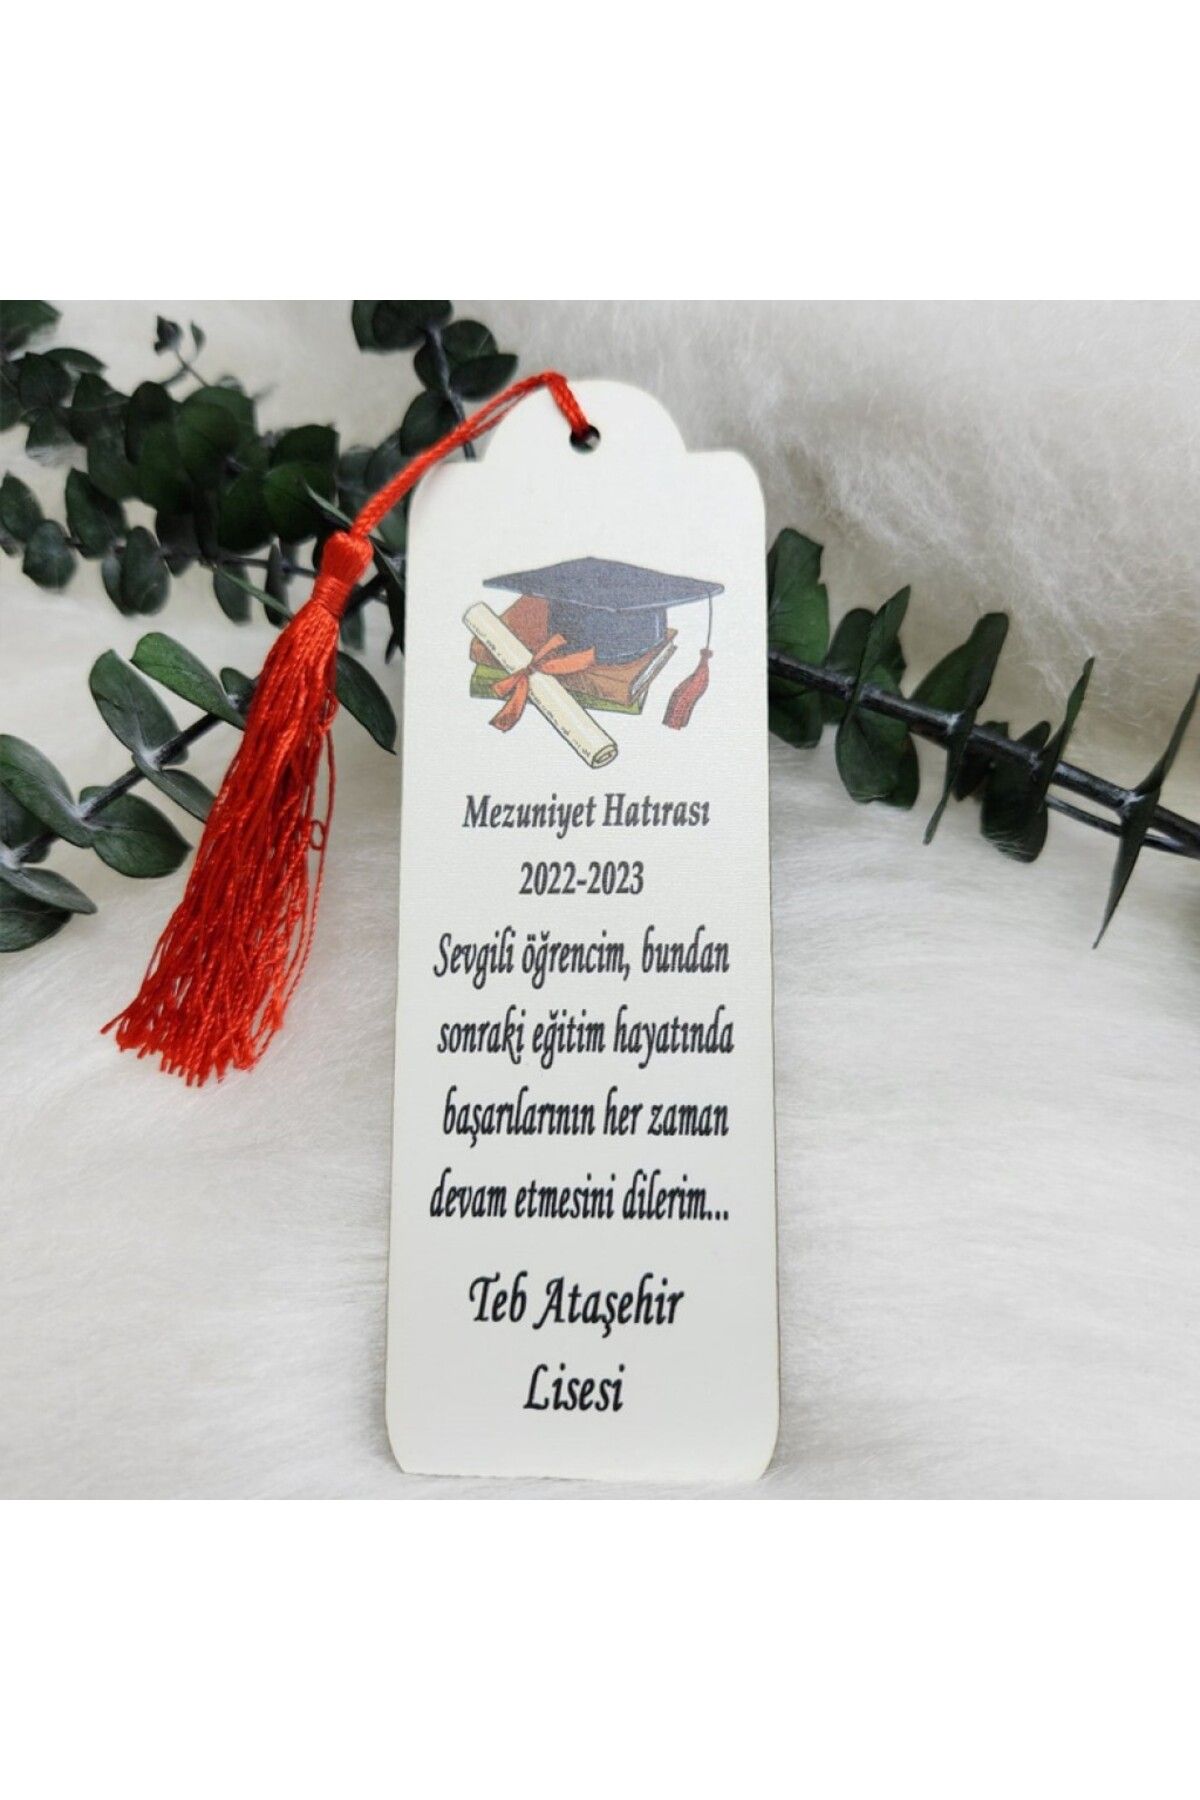 Mezuniyet Hatırası
2022-2023
Sevgili öğrencim, bundan
sonraki eğitim hayatında
başarılarının her zaman
devam etmesini dilerim...
Teb Ataşehir
Lisesi